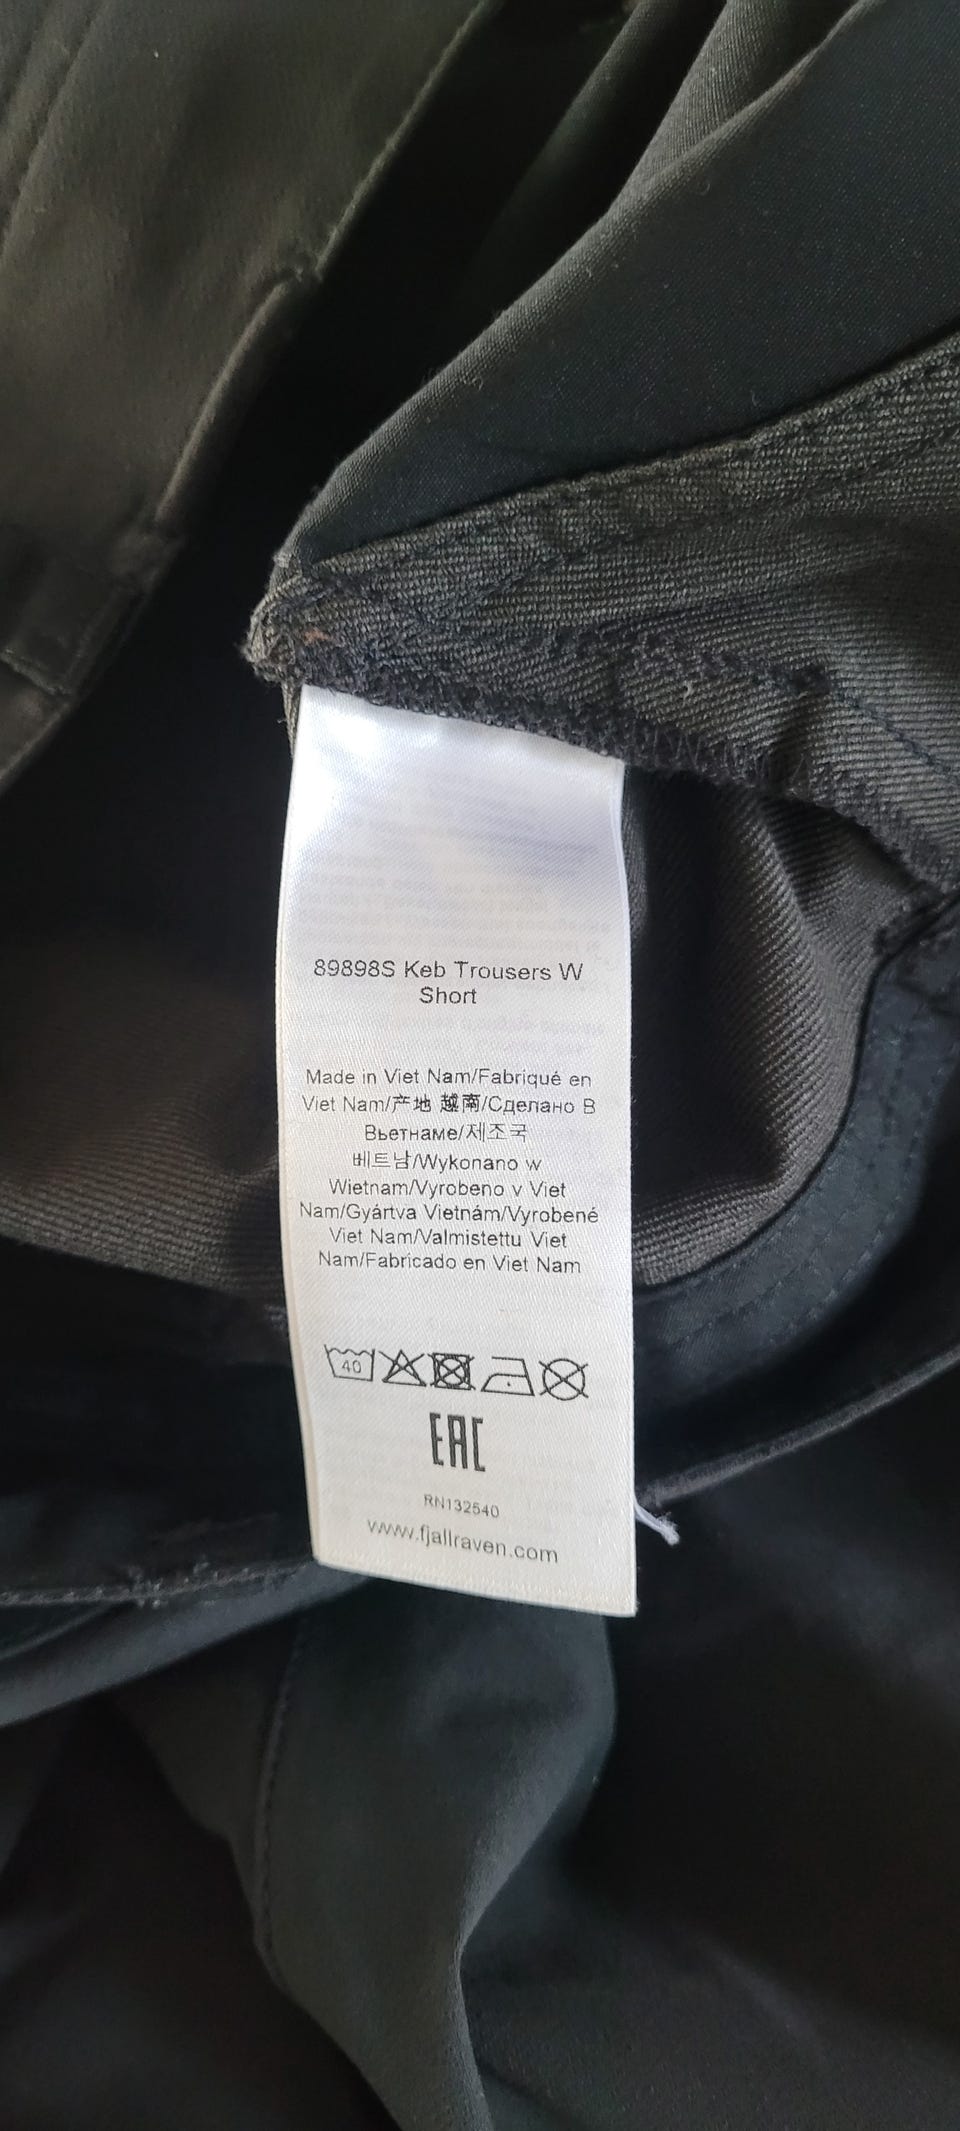 89898S Keb Trousers W
Short
Made in Viet Nam/Fabriqué en
Viet Nam/产地 越南/Сделано В
Вьетнаме/제조국
베트남/Wykonano w
Wietnam/Vyrobeno v Viet
Nam/Gyártva Vietnám/Vyrobené
Viet Nam/Valmistettu Viet
Nam/Fabricado en Viet Nam
40
EAC
RN132540
www.fjallraven.com